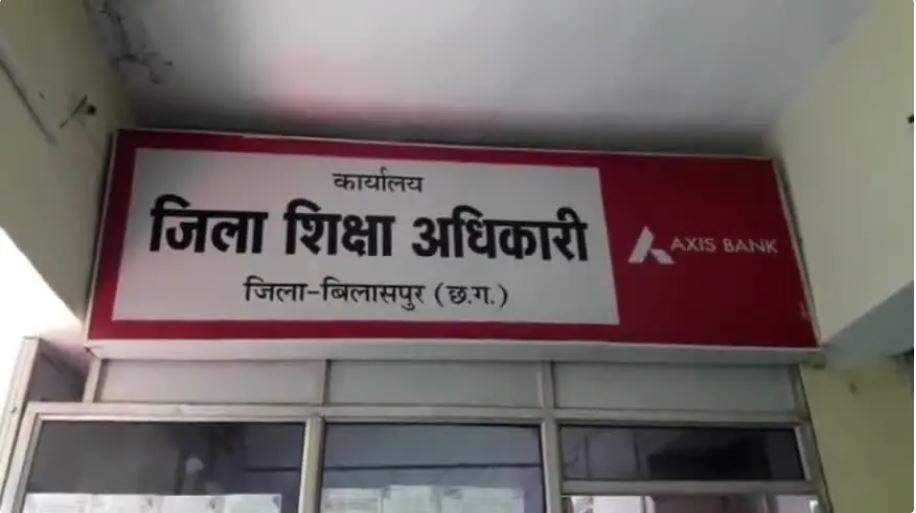 कार्यालय
जिला शिक्षा अधिकारी
जिला-बिलासपुर (छ.ग.)
AXIS BANK